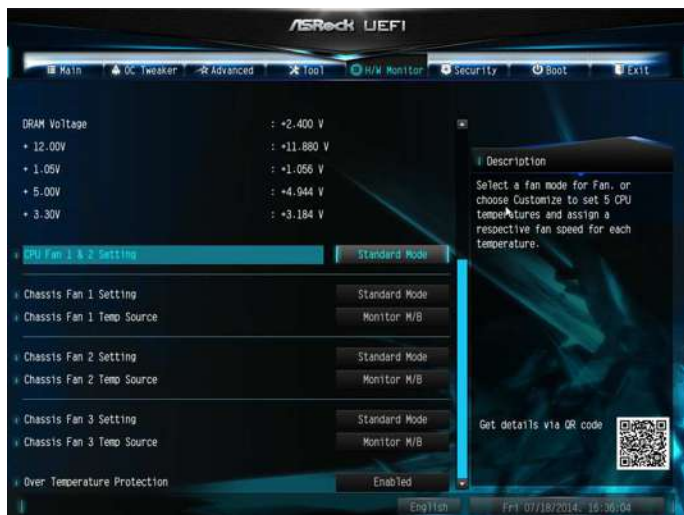 ASRock UEFI
Main OC Tweaker Advanced Tool H/W Monitor Security Boot Exit
DRAM Voltage : +2.400 V
+ 12.00V : +11.880 V
+ 1.05V : +1.056 V
+ 5.00V : +4.944 V
+ 3.30V : +3.184 V
CPU Fan 1 & 2 Setting Standard Mode
Chassis Fan 1 Setting Standard Mode
Chassis Fan 1 Temp Source Monitor M/B
Chassis Fan 2 Setting Standard Mode
Chassis Fan 2 Temp Source Monitor M/B
Chassis Fan 3 Setting Standard Mode
Chassis Fan 3 Temp Source Monitor M/B
Over Temperature Protection Enabled
Description
Select a fan mode for Fan. or
choose Customize to set 5 CPU
temperatures and assign a
respective fan speed for each
temperature.
Get details via QR code
English Fri 07/18/2014. 16:36:04